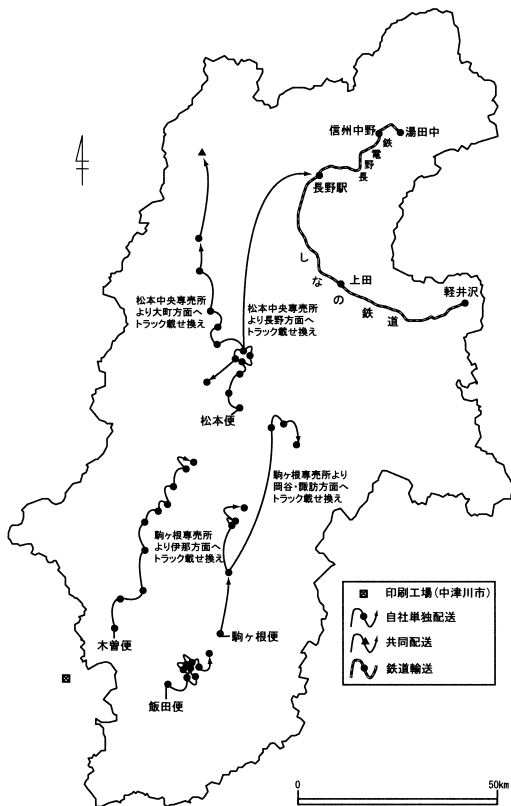 信州中野
湯田中
長野電鉄
長野駅
しなの鉄道
上田
軽井沢
松本中央専売所
より大町方面へ
トラック載せ換え
松本中央専売所
より長野方面へ
トラック載せ換え
松本便
駒ヶ根専売所より
岡谷・諏訪方面へ
トラック載せ換え
駒ヶ根専売所
より伊那方面へ
トラック載せ換え
木曽便
駒ヶ根便
飯田便
印刷工場(中津川市)
自社単独配送
共同配送
鉄道輸送
0
50km